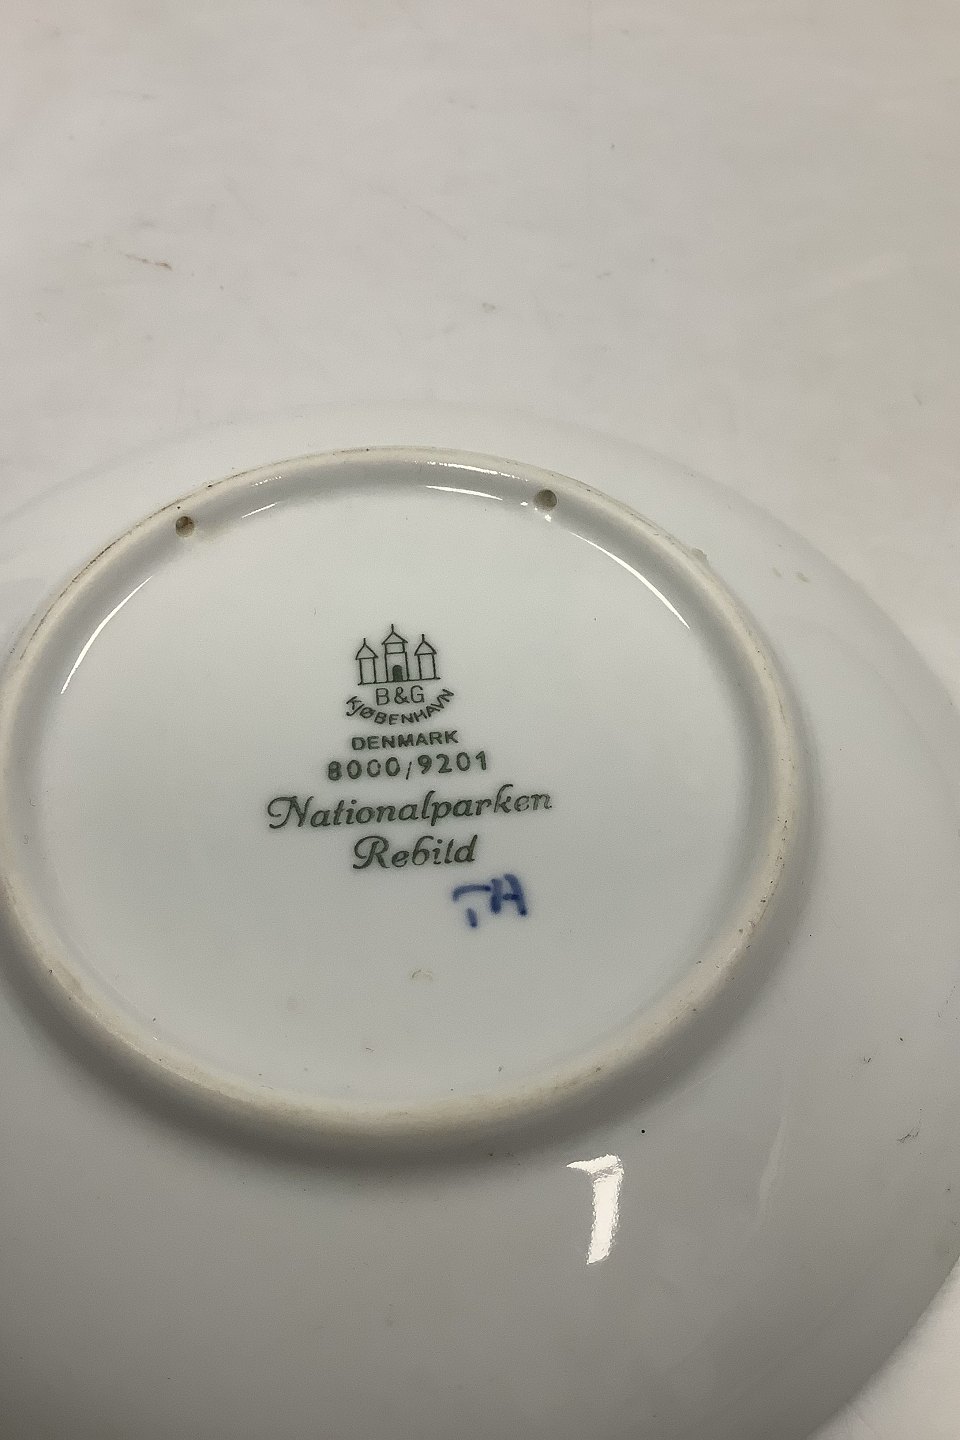 B&G
KJØBENHAVN
DENMARK
8000/9201
Nationalparken
Rebild
TH